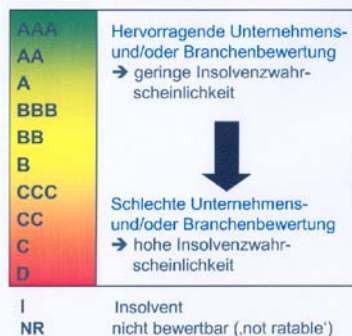 AAA
AA
A
BBB
BB
B
CCC
CC
C
D
Hervorragende Unternehmens-
und/oder Branchenbewertung
➔ geringe Insolvenzwahr-
scheinlichkeit
Schlechte Unternehmens-
und/oder Branchenbewertung
➔ hohe Insolvenzwahr-
scheinlichkeit
I Insolvent
NR nicht bewertbar (‚not ratable‘)